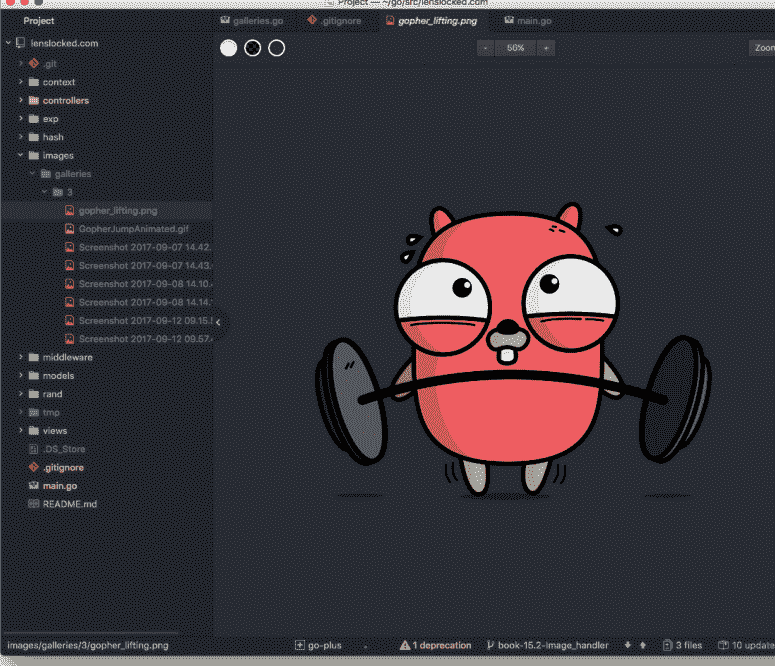 Project — ~/go/src/lenslocked.com
Project
galleries.go
.gitignore
gopher_lifting.png
main.go
lenslocked.com
- 56% +
Zoom
.git
context
controllers
exp
hash
images
galleries
3
gopher_lifting.png
GopherJumpAnimated.gif
Screenshot 2017-09-07 14.42.
Screenshot 2017-09-07 14.43.
Screenshot 2017-09-08 14.10.
Screenshot 2017-09-08 14.14.
Screenshot 2017-09-12 09.15.
Screenshot 2017-09-12 09.57.
middleware
models
rand
tmp
views
.DS_Store
.gitignore
main.go
README.md
images/galleries/3/gopher_lifting.png
go-plus
1 deprecation
book-15.2-image_handler
3 files
10 updat